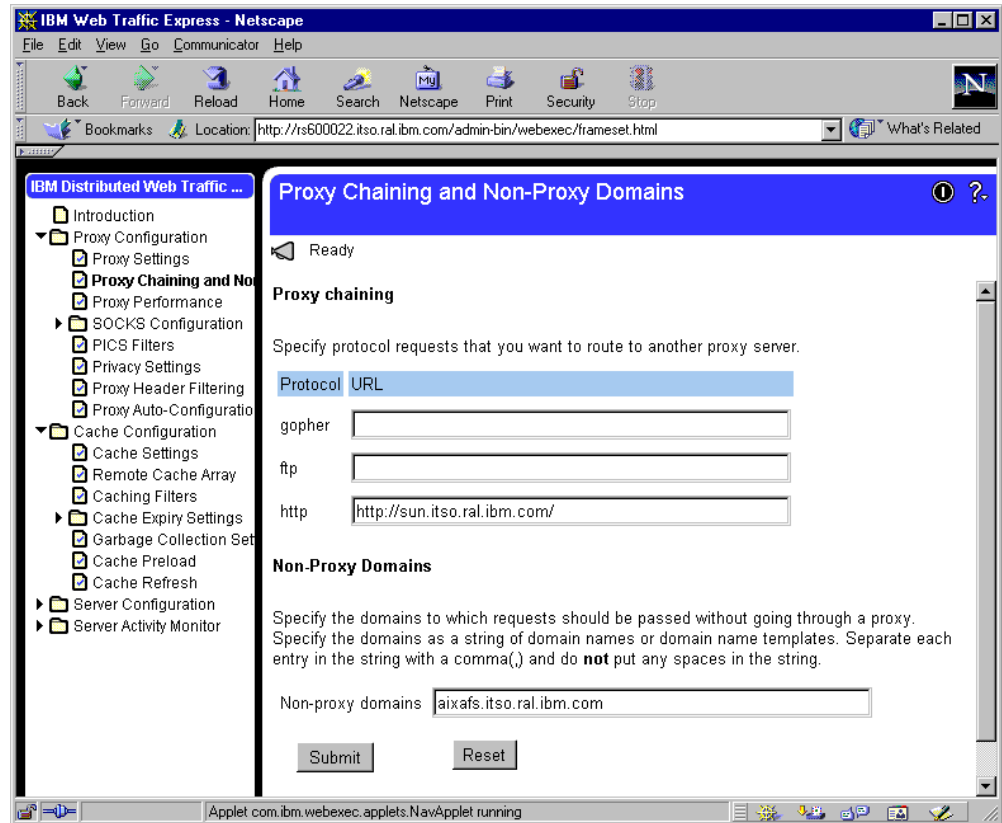 IBM Web Traffic Express - Netscape
File Edit View Go Communicator Help
Back Forward Reload Home Search Netscape Print Security Stop
My
N
Bookmarks Location: http://rs600022.itso.ral.ibm.com/admin-bin/webexec/frameset.html What's Related
IBM Distributed Web Traffic ...
Introduction
Proxy Configuration
Proxy Settings
Proxy Chaining and Non
Proxy Performance
SOCKS Configuration
PICS Filters
Privacy Settings
Proxy Header Filtering
Proxy Auto-Configuratio
Cache Configuration
Cache Settings
Remote Cache Array
Caching Filters
Cache Expiry Settings
Garbage Collection Set
Cache Preload
Cache Refresh
Server Configuration
Server Activity Monitor
Proxy Chaining and Non-Proxy Domains
Ready
Proxy chaining
Specify protocol requests that you want to route to another proxy server.
Protocol URL
gopher
ftp
http http://sun.itso.ral.ibm.com/
Non-Proxy Domains
Specify the domains to which requests should be passed without going through a proxy.
Specify the domains as a string of domain names or domain name templates. Separate each
entry in the string with a comma(,) and do not put any spaces in the string.
Non-proxy domains aixafs.itso.ral.ibm.com
Submit Reset
Applet com.ibm.webexec.applets.NavApplet running